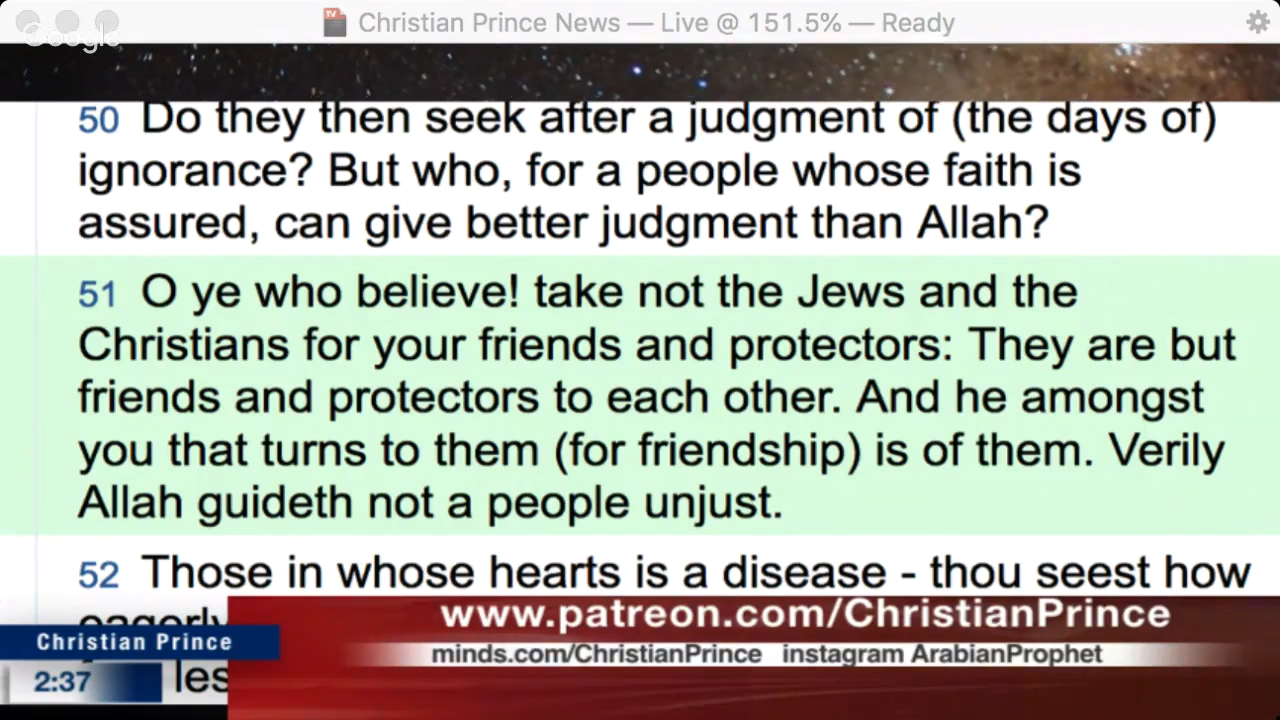 Christian Prince News — Live @ 151.5% — Ready
Google
50 Do they then seek after a judgment of (the days of)
ignorance? But who, for a people whose faith is
assured, can give better judgment than Allah?
51 O ye who believe! take not the Jews and the
Christians for your friends and protectors: They are but
friends and protectors to each other. And he amongst
you that turns to them (for friendship) is of them. Verily
Allah guideth not a people unjust.
52 Those in whose hearts is a disease - thou seest how
eagerly
les
www.patreon.com/ChristianPrince
Christian Prince
minds.com/ChristianPrince instagram ArabianProphet
2:37